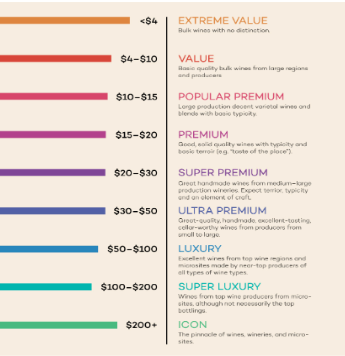 <$4 EXTREME VALUE
Bulk wines with no distinction.
$4–$10 VALUE
Basic quality bulk wines from large regions
and producers.
$10–$15 POPULAR PREMIUM
Large production decent varietal wines and
blends with basic typicity.
$15–$20 PREMIUM
Good, solid quality wines with typicity and
basic terroir (e.g. "taste of the place").
$20–$30 SUPER PREMIUM
Great handmade wines from medium–large
production wineries. Expect terroir, typicity
and an element of craft.
$30–$50 ULTRA PREMIUM
Great-quality, handmade, excellent-tasting,
cellar-worthy wines from producers from
small to large.
$50–$100 LUXURY
Excellent wines from top wine regions and
microsites made by near-top producers of
all types of wine types.
$100–$200 SUPER LUXURY
Wines from top wine producers from micro-
sites, although not necessarily the top
bottlings.
$200+ ICON
The pinnacle of wines, wineries, and micro-
sites.